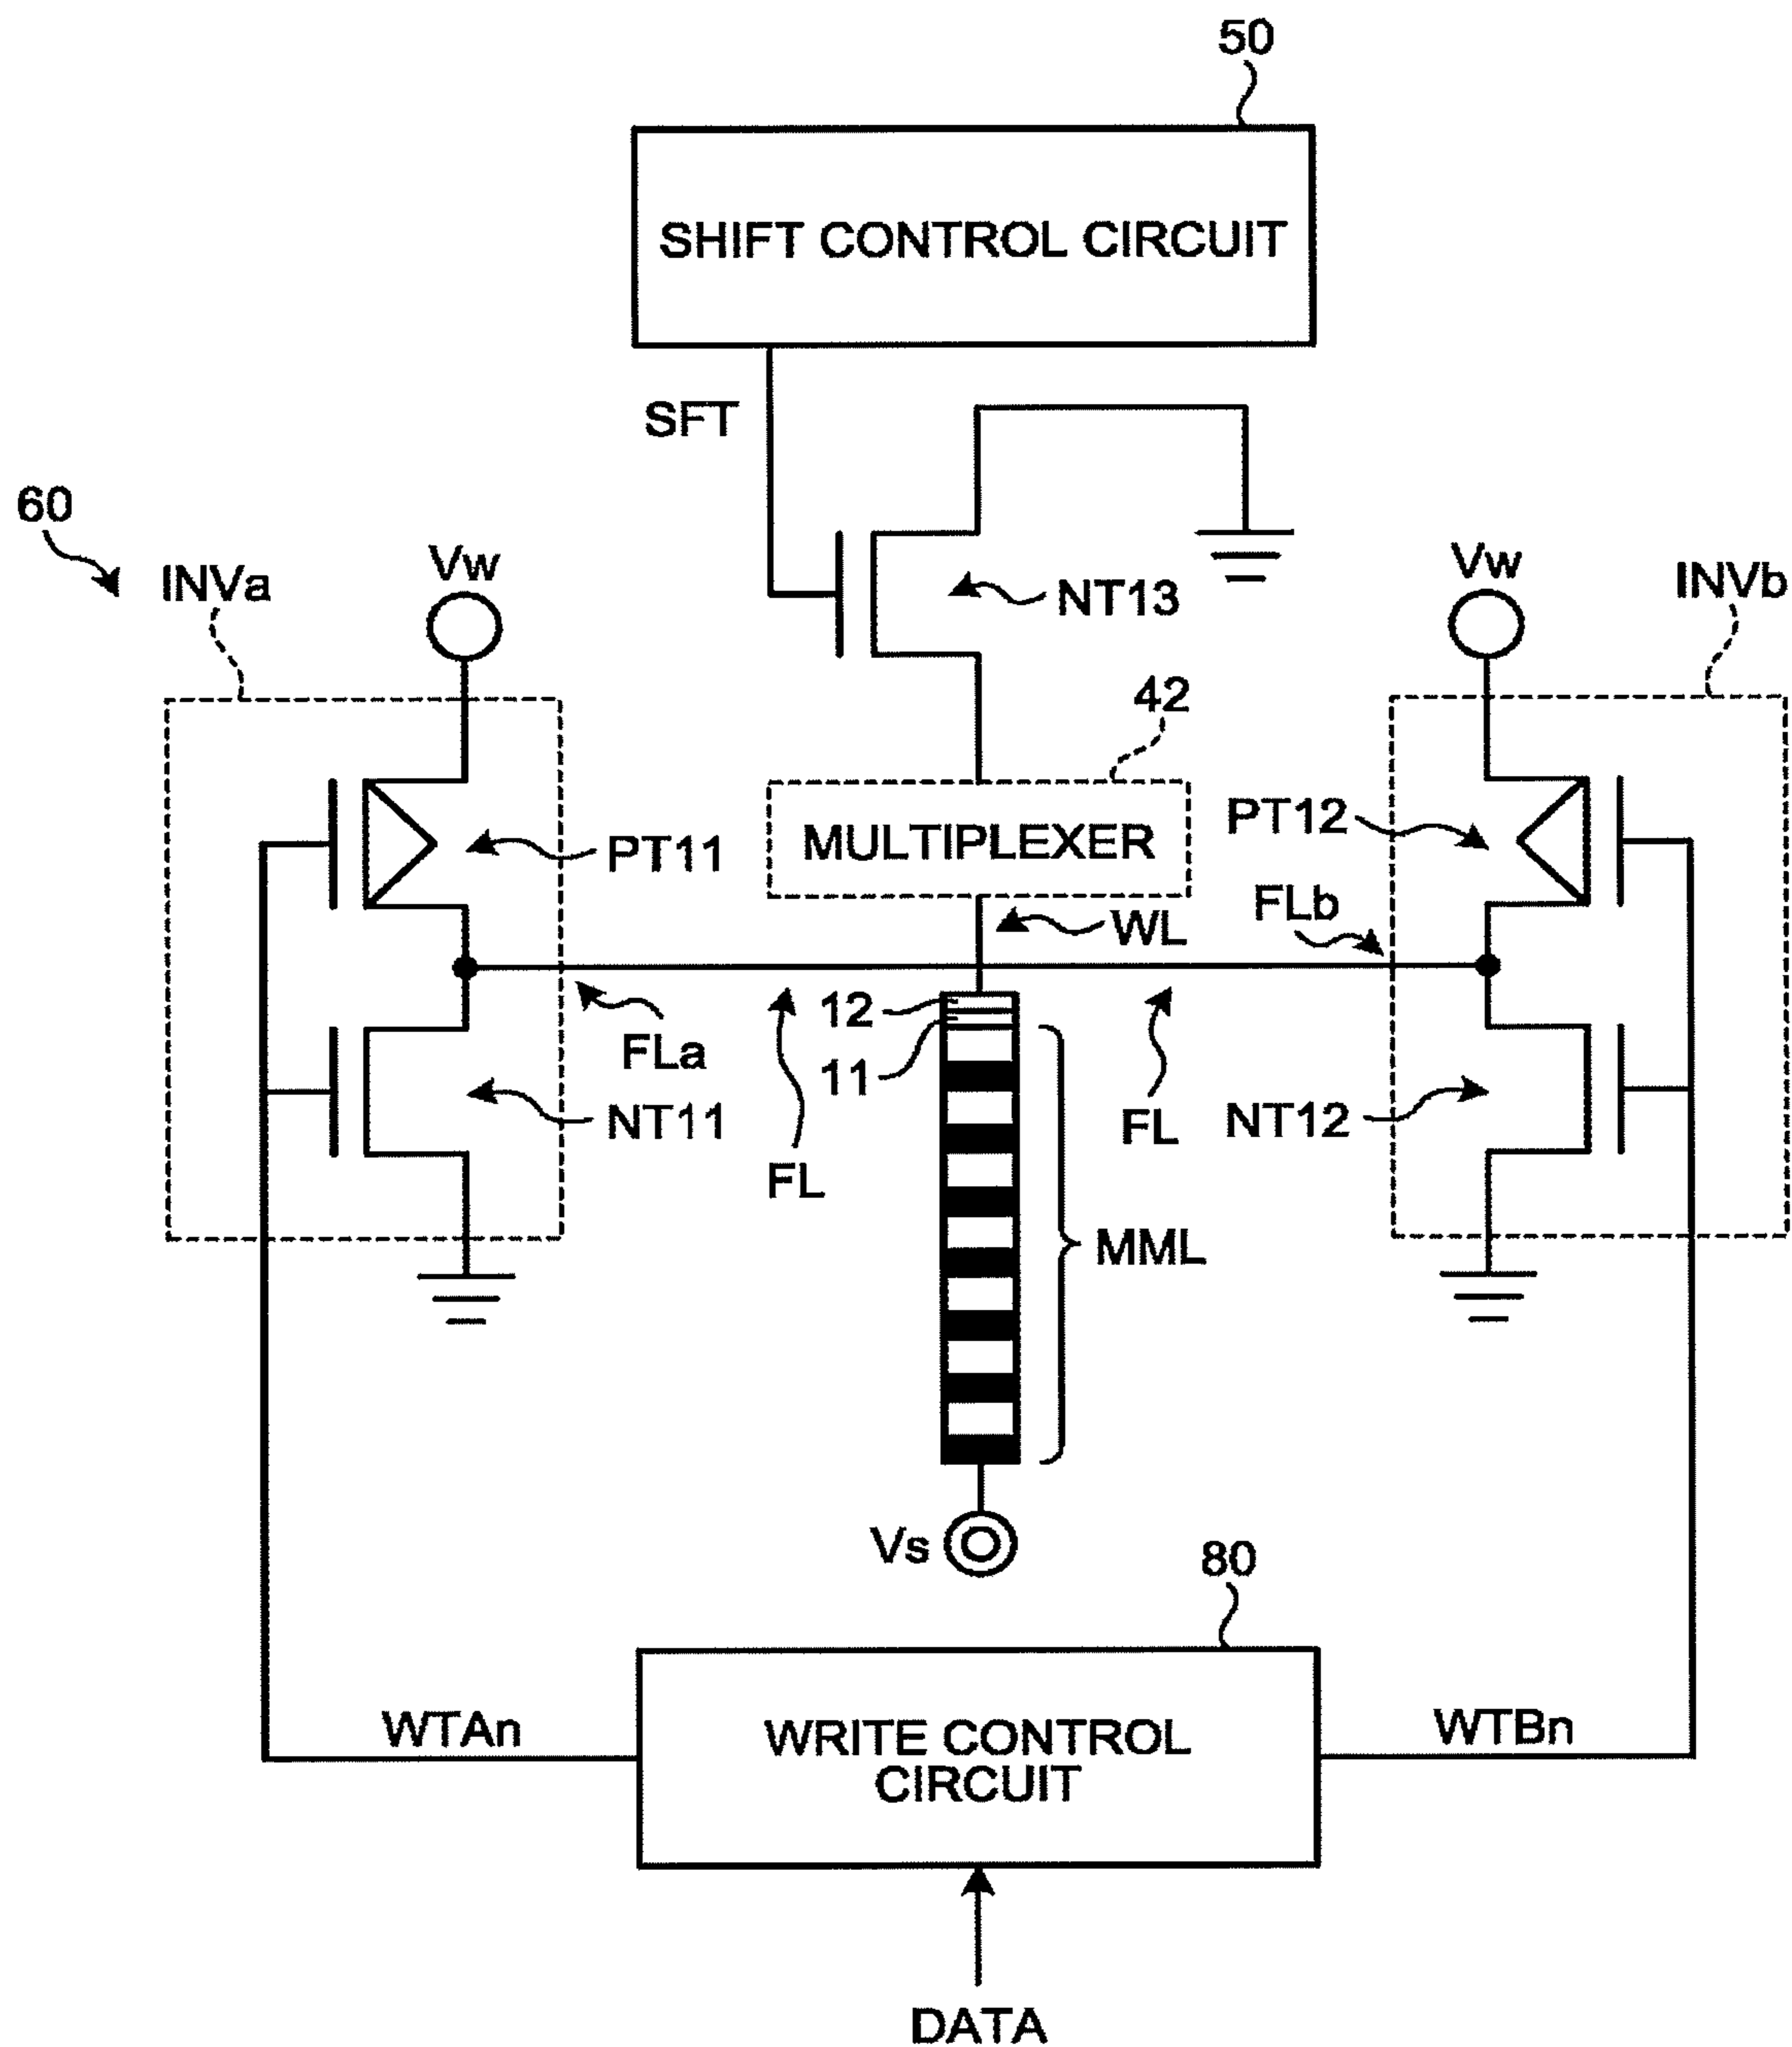 50
SHIFT CONTROL CIRCUIT
SFT
60
INVa
Vw
NT13
Vw
INVb
42
MULTIPLEXER
PT11
PT12
WL
FLb
12
11
FLa
FL
FL
NT11
NT12
MML
Vs
80
WTAn
WRITE CONTROL
CIRCUIT
WTBn
DATA